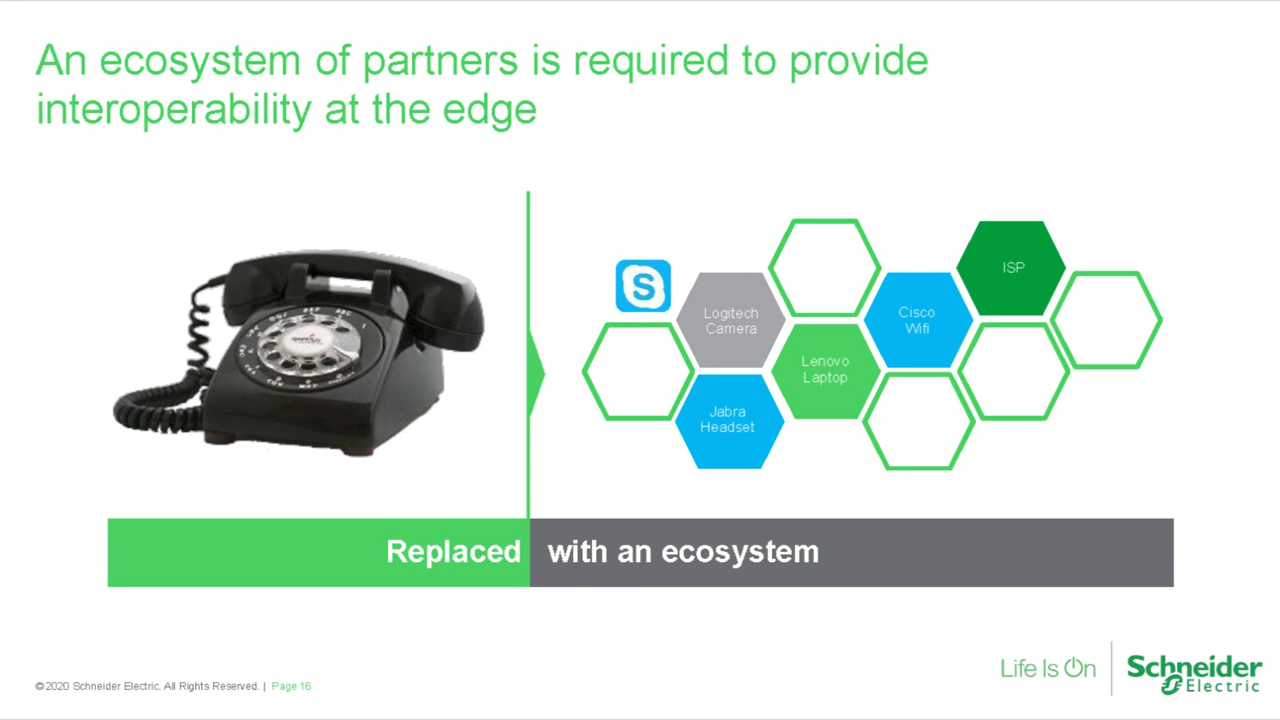 An ecosystem of partners is required to provide
interoperability at the edge
ISP
Logitech
Camera
Cisco
Wifi
Lenovo
Laptop
Jabra
Headset
Replaced with an ecosystem
Life Is On
Schneider
Electric
©2020 Schneider Electric. All Rights Reserved. | Page 16